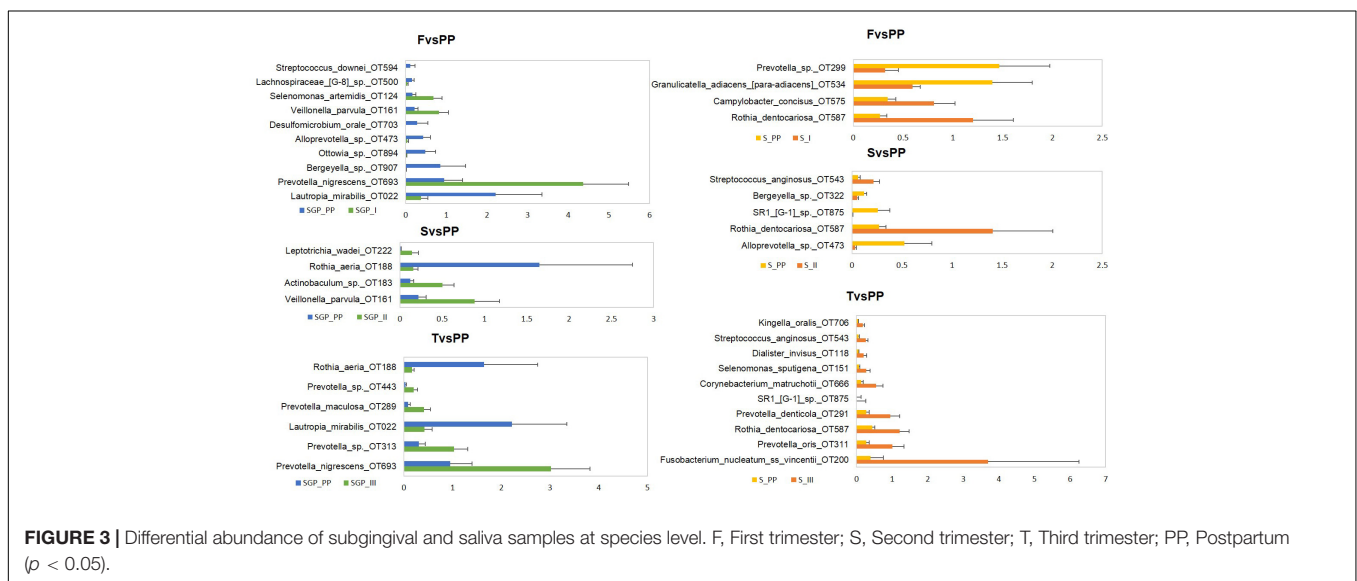 FvsPP
Streptococcus_downei_OT594
Lachnospiraceae_[G-8]_sp._OT500
Selenomonas_artemidis_OT124
Veillonella_parvula_OT161
Desulfomicrobium_orale_OT703
Alloprevotella_sp._OT473
Ottowia_sp._OT894
Bergeyella_sp._OT907
Prevotella_nigrescens_OT693
Lautropia_mirabilis_OT022
0 1 2 3 4 5 6
SGP_PP SGP_I
SvsPP
Leptotrichia_wadei_OT222
Rothia_aeria_OT188
Actinobaculum_sp._OT183
Veillonella_parvula_OT161
0 0.5 1 1.5 2 2.5 3
SGP_PP SGP_II
TvsPP
Rothia_aeria_OT188
Prevotella_sp._OT443
Prevotella_maculosa_OT289
Lautropia_mirabilis_OT022
Prevotella_sp._OT313
Prevotella_nigrescens_OT693
0 1 2 3 4 5
SGP_PP SGP_III
FvsPP
Prevotella_sp._OT299
Granulicatella_adiacens_[para-adiacens]_OT534
Campylobacter_concisus_OT575
Rothia_dentocariosa_OT587
0 0.5 1 1.5 2 2.5
S_PP S_I
SvsPP
Streptococcus_anginosus_OT543
Bergeyella_sp._OT322
SR1_[G-1]_sp._OT875
Rothia_dentocariosa_OT587
Alloprevotella_sp._OT473
0 0.5 1 1.5 2 2.5
S_PP S_II
TvsPP
Kingella_oralis_OT706
Streptococcus_anginosus_OT543
Dialister_invisus_OT118
Selenomonas_sputigena_OT151
Corynebacterium_matruchotii_OT666
SR1_[G-1]_sp._OT875
Prevotella_denticola_OT291
Rothia_dentocariosa_OT587
Prevotella_oris_OT311
Fusobacterium_nucleatum_ss_vincentii_OT200
0 1 2 3 4 5 6 7
S_PP S_III
FIGURE 3 | Differential abundance of subgingival and saliva samples at species level. F, First trimester; S, Second trimester; T, Third trimester; PP, Postpartum
(p < 0.05).